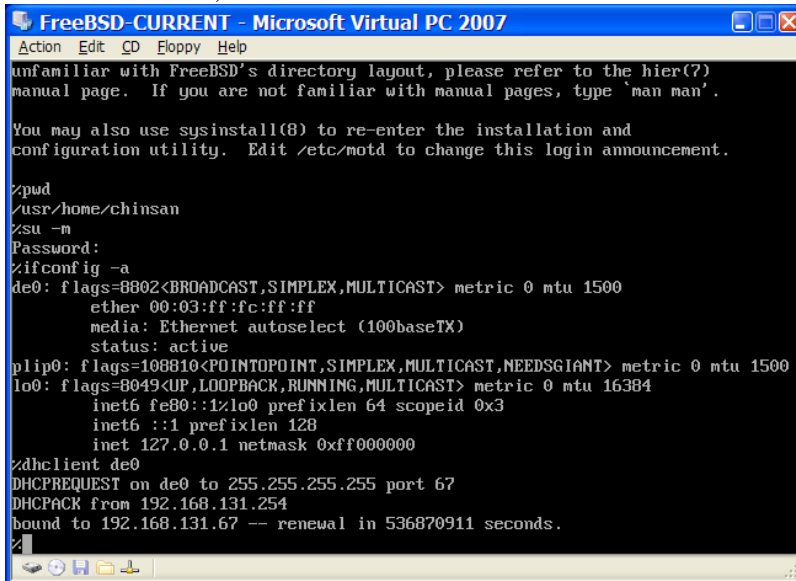 FreeBSD-CURRENT - Microsoft Virtual PC 2007
Action Edit CD Floppy Help
unfamiliar with FreeBSD's directory layout, please refer to the hier(7)
manual page.  If you are not familiar with manual pages, type `man man'.
You may also use sysinstall(8) to re-enter the installation and
configuration utility.  Edit /etc/motd to change this login announcement.
%pwd
/usr/home/chinsan
%su -m
Password:
%ifconfig -a
de0: flags=8802<BROADCAST,SIMPLEX,MULTICAST> metric 0 mtu 1500
ether 00:03:ff:fc:ff:ff
media: Ethernet autoselect (100baseTX)
status: active
plip0: flags=108810<POINTOPOINT,SIMPLEX,MULTICAST,NEEDSGIANT> metric 0 mtu 1500
lo0: flags=8049<UP,LOOPBACK,RUNNING,MULTICAST> metric 0 mtu 16384
inet6 fe80::1%lo0 prefixlen 64 scopeid 0x3
inet6 ::1 prefixlen 128
inet 127.0.0.1 netmask 0xff000000
%dhclient de0
DHCPREQUEST on de0 to 255.255.255.255 port 67
DHCPACK from 192.168.131.254
bound to 192.168.131.67 -- renewal in 536870911 seconds.
%